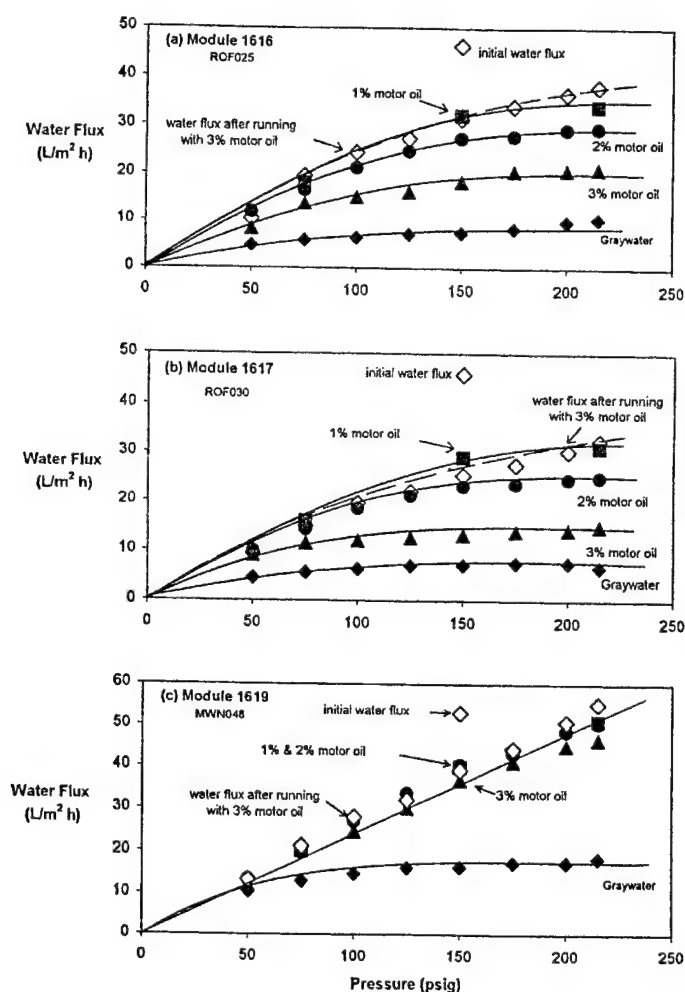 50
(a) Module 1616
ROF025
initial water flux
40
1% motor oil
30
water flux after running
with 3% motor oil
2% motor oil
Water Flux
(L/m² h)
20
3% motor oil
10
Graywater
0
0 50 100 150 200 250
50
(b) Module 1617
ROF030
initial water flux
40
water flux after running
with 3% motor oil
1% motor oil
30
Water Flux
(L/m² h)
2% motor oil
20
3% motor oil
10
Graywater
0
0 50 100 150 200 250
60
(c) Module 1619
MWN048
initial water flux
50
1% & 2% motor oil
40
Water Flux
(L/m² h)
water flux after running
with 3% motor oil
3% motor oil
30
20
Graywater
10
0
0 50 100 150 200 250
Pressure (psig)